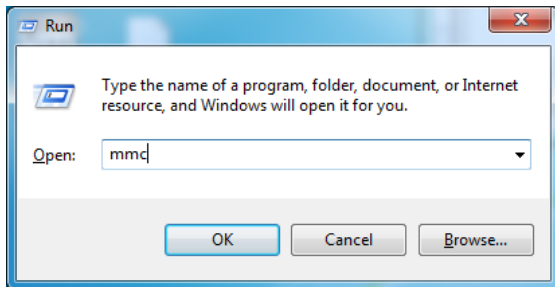 Run
Type the name of a program, folder, document, or Internet
resource, and Windows will open it for you.
Open: mmc
OK Cancel Browse...